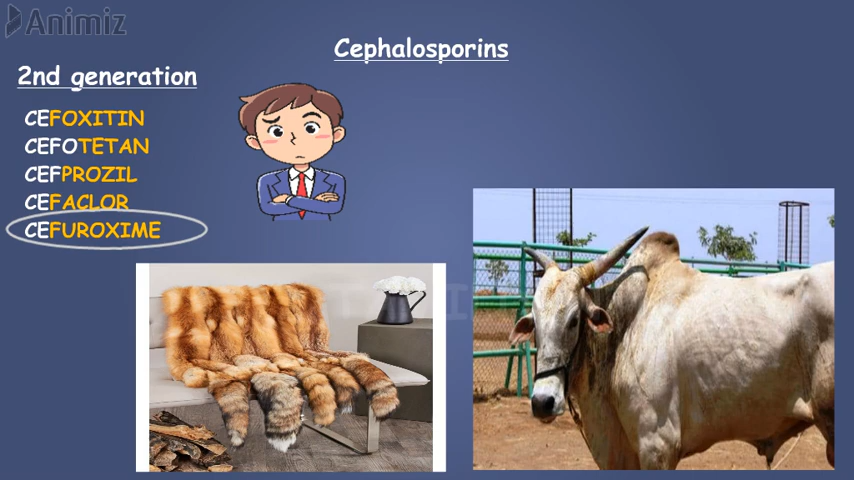 Animiz
Cephalosporins
2nd generation
CEFOXITIN
CEFOTETAN
CEFPROZIL
CEFACLOR
CEFUROXIME